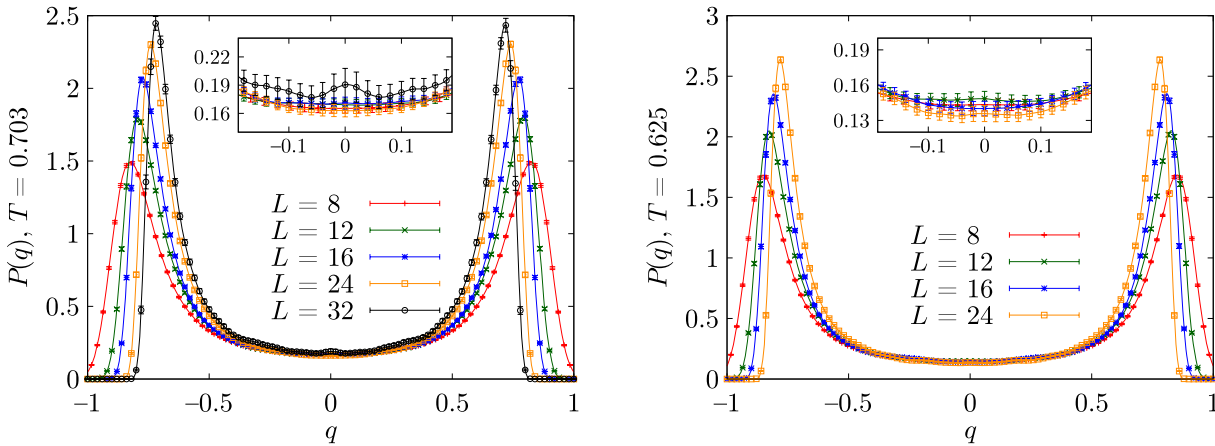 P(q), T = 0.703
2.5
2
1.5
1
0.5
0
−1
−0.5
0
0.5
1
q
0.22
0.19
0.16
−0.1
0
0.1
L = 8
L = 12
L = 16
L = 24
L = 32
P(q), T = 0.625
3
2.5
2
1.5
1
0.5
0
−1
−0.5
0
0.5
1
q
0.19
0.16
0.13
−0.1
0
0.1
L = 8
L = 12
L = 16
L = 24